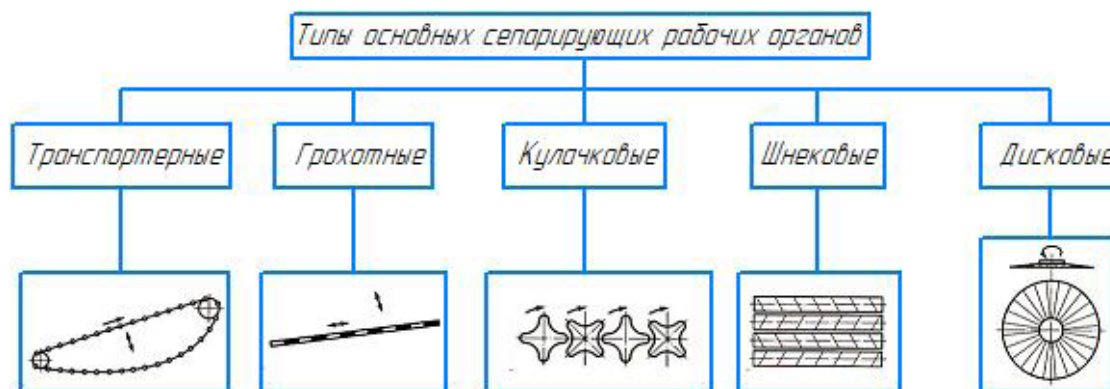 Типы основных сепарирующих рабочих органов
Транспортерные
Грохотные
Кулачковые
Шнековые
Дисковые